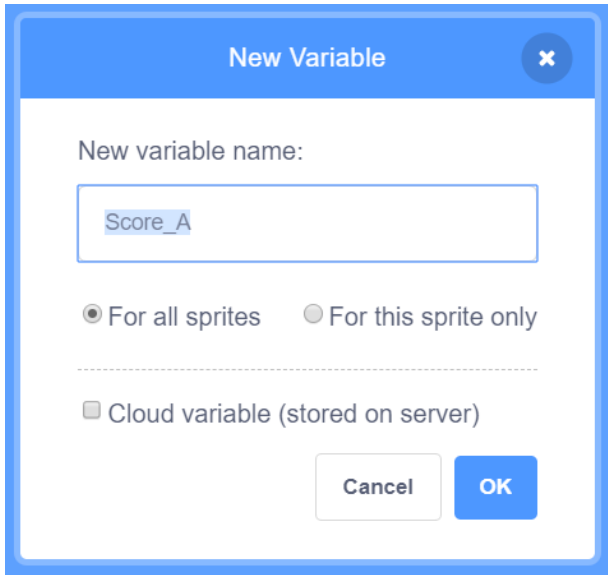 New Variable
New variable name:
Score_A
For all sprites For this sprite only
Cloud variable (stored on server)
Cancel OK